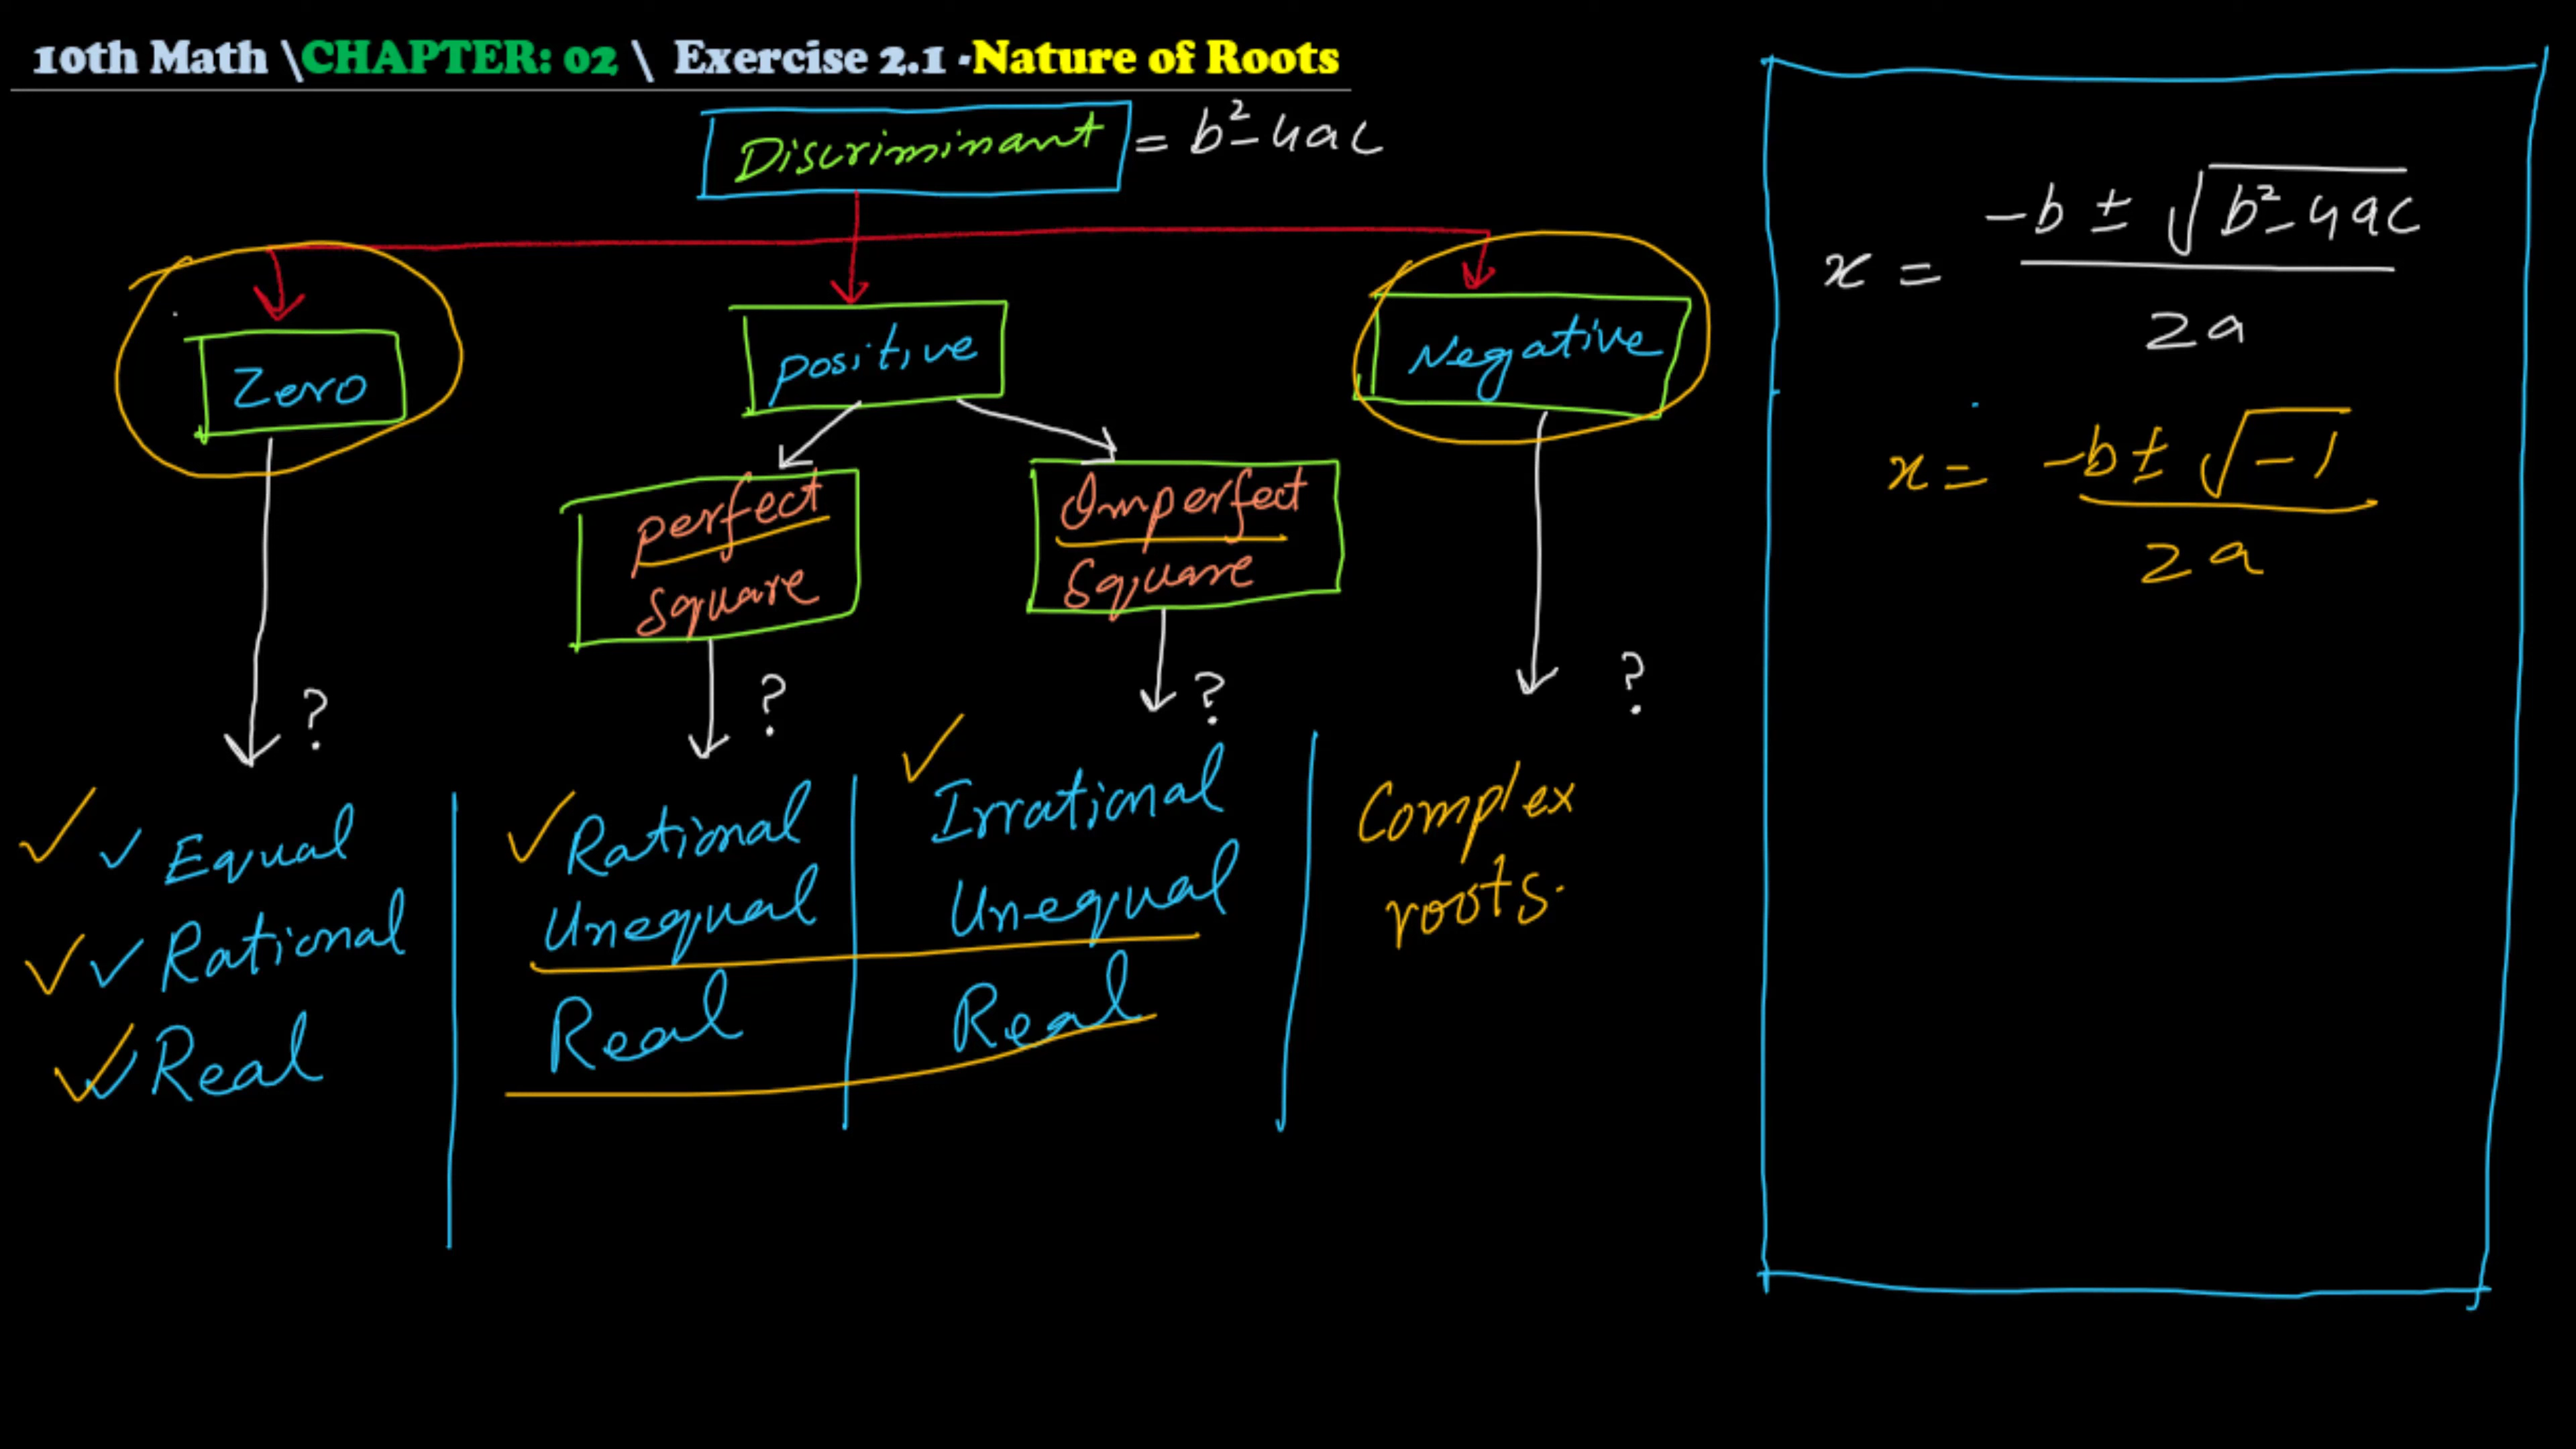 10th Math \CHAPTER: 02 \ Exercise 2.1 -Nature of Roots
Discriminant = b²-4ac
Zero
positive
Negative
perfect
square
Imperfect
square
?
?
?
?
✓ ✓ Equal
✓ ✓ Rational
✓ ✓ Real
✓ Rational
Unequal
Real
✓ Irrational
Unequal
Real
Complex
roots.
x = -b ± √b²-4ac
2a
x = -b ± √-1
2a